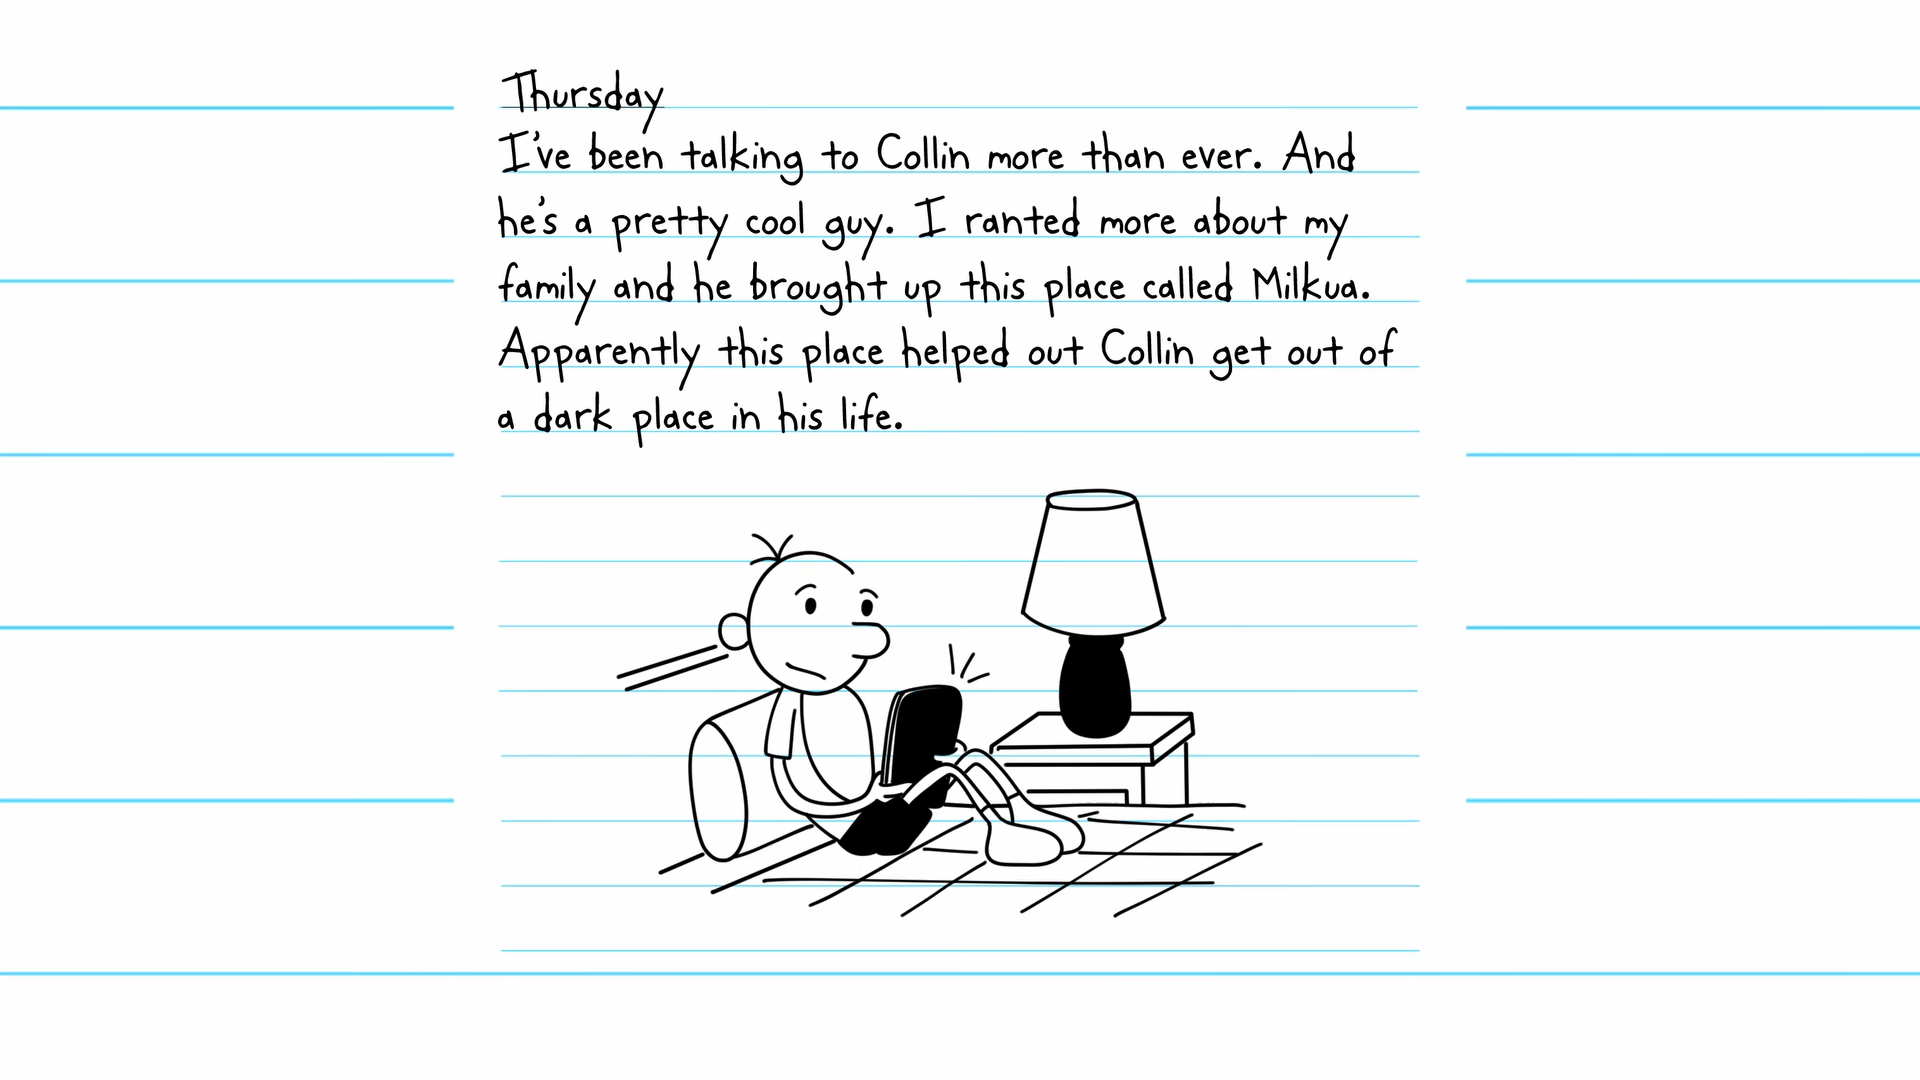 Thursday
I've been talking to Collin more than ever. And
he's a pretty cool guy. I ranted more about my
family and he brought up this place called Milkua.
Apparently this place helped out Collin get out of
a dark place in his life.